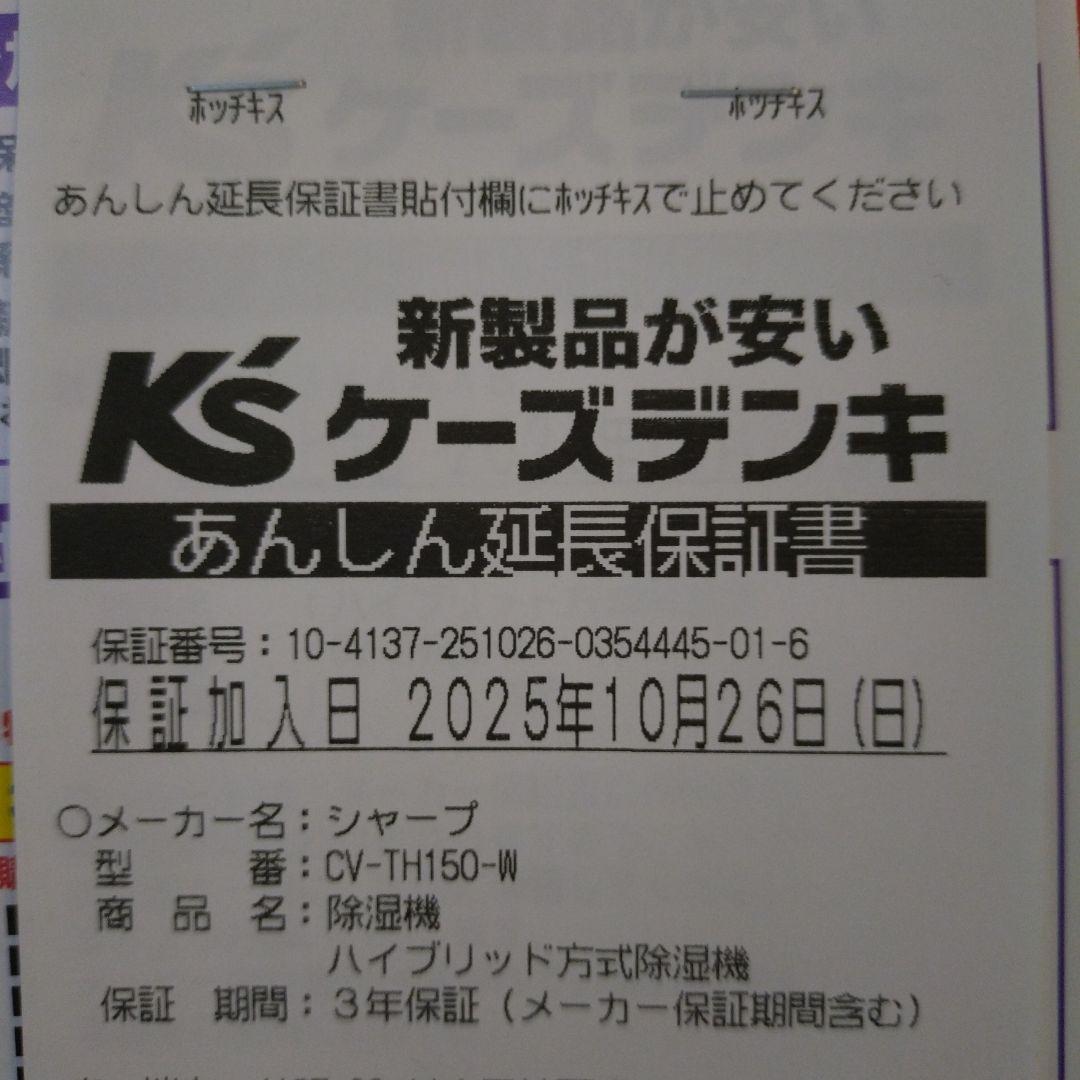 ホッチキス ホッチキス
あんしん延長保証書貼付欄にホッチキスで止めてください
新製品が安い
K's ケーズデンキ
あんしん延長保証書
保証番号：10-4137-251026-0354445-01-6
保証加入日 2025年10月26日(日)
○メーカー名：シャープ
型 番：CV-TH150-W
商 品 名：除湿機
ハイブリッド方式除湿機
保証 期間：3年保証（メーカー保証期間含む）